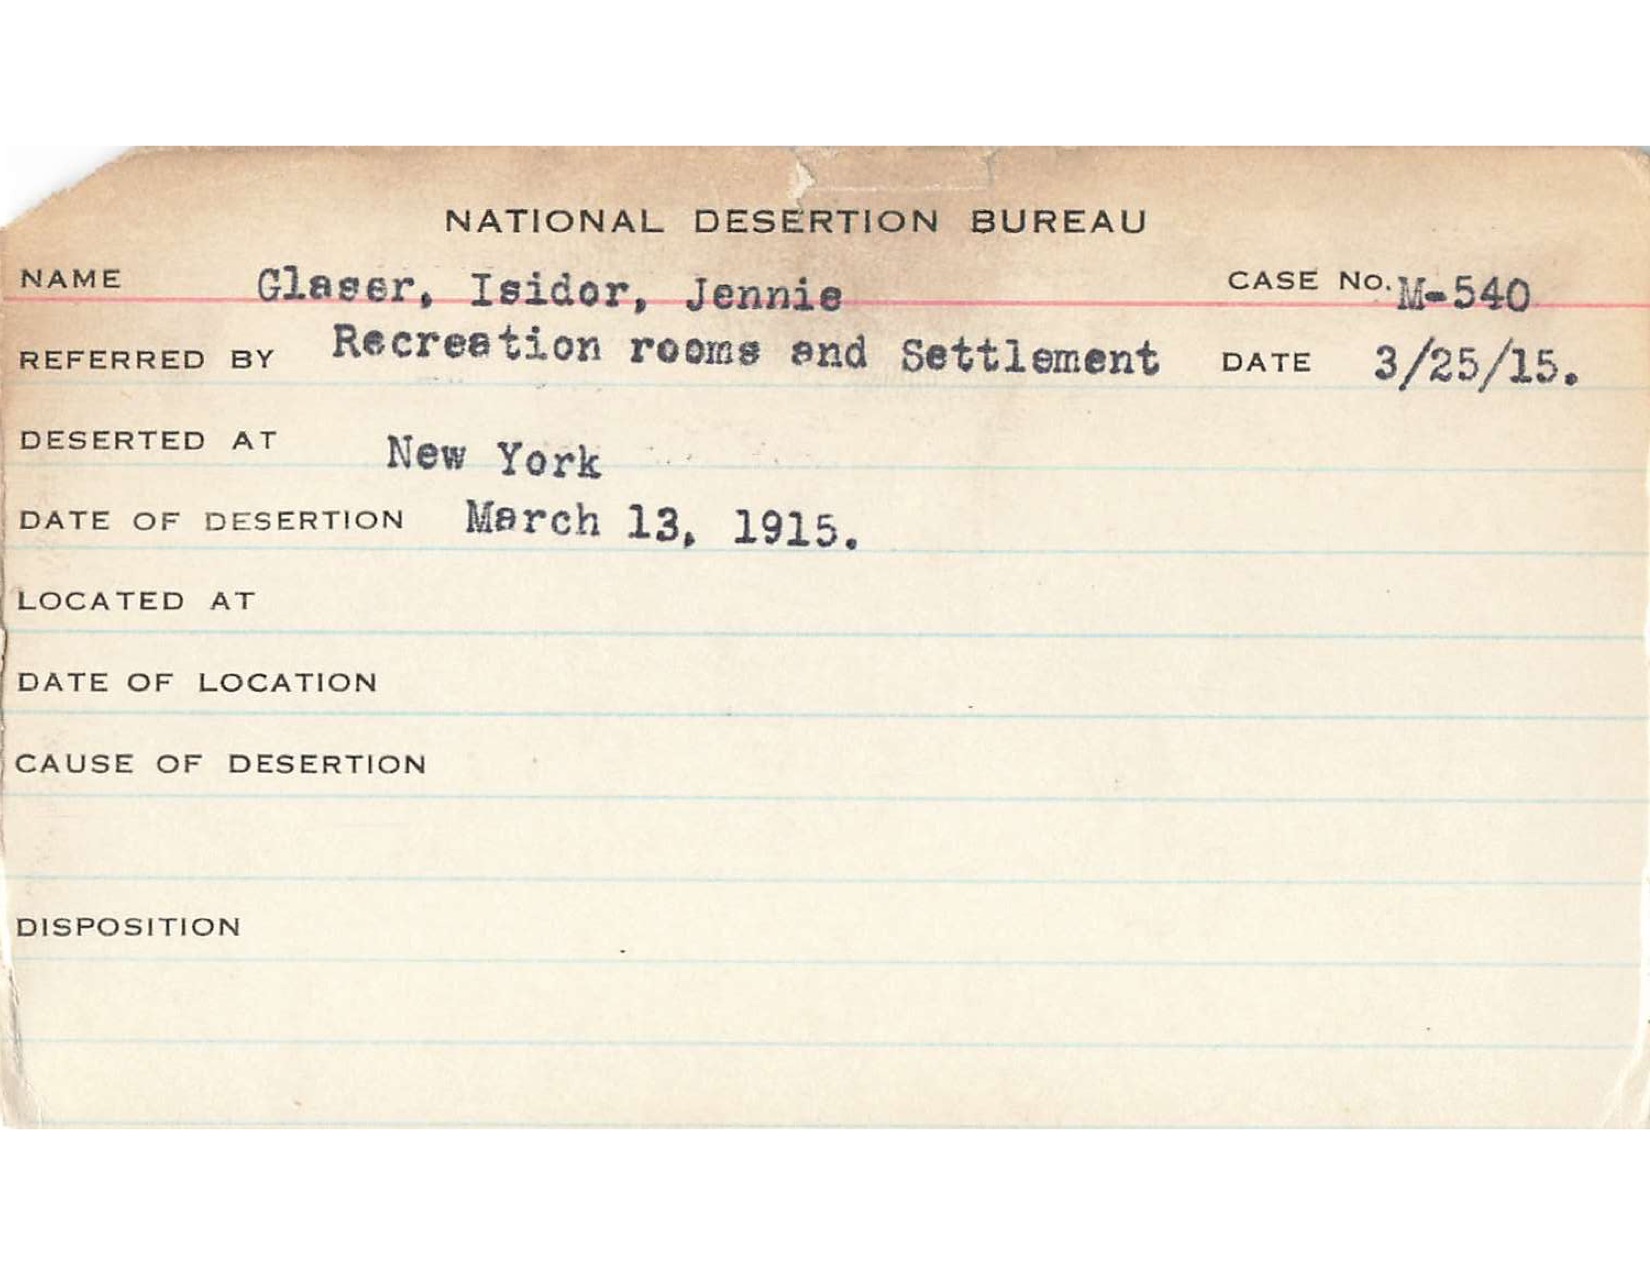 NATIONAL DESERTION BUREAU
NAME Glaser, Isidor, Jennie CASE No. M-540
REFERRED BY Recreation rooms and Settlement DATE 3/25/15.
DESERTED AT New York
DATE OF DESERTION March 13, 1915.
LOCATED AT
DATE OF LOCATION
CAUSE OF DESERTION
DISPOSITION